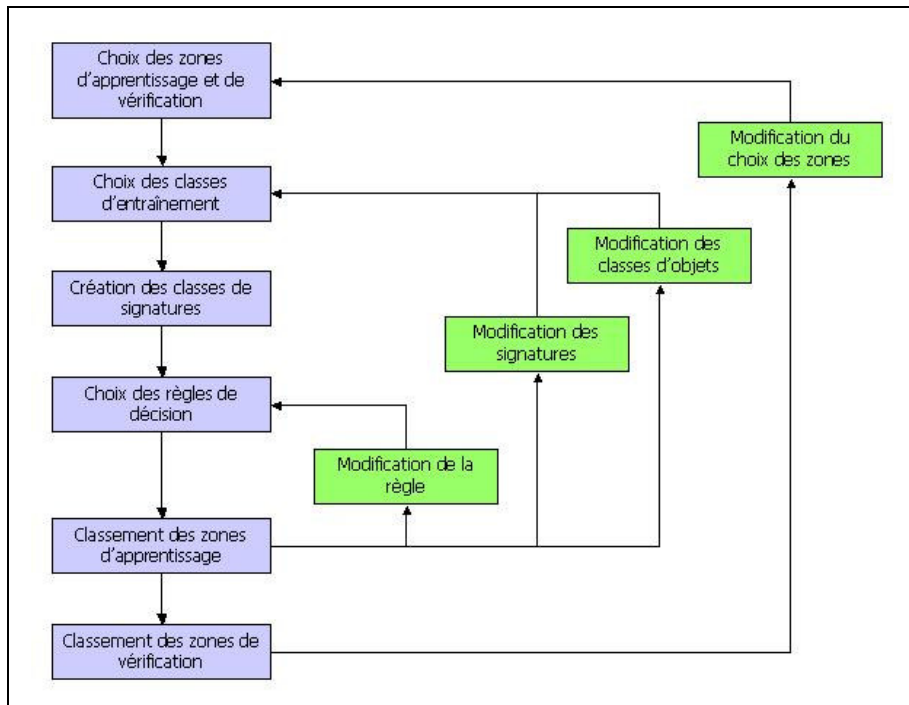 Choix des zones
d'apprentissage et de
vérification
Modification du
choix des zones
Choix des classes
d'entraînement
Modification des
classes d'objets
Création des classes de
signatures
Modification des
signatures
Choix des règles de
décision
Modification de la
règle
Classement des zones
d'apprentissage
Classement des zones de
vérification